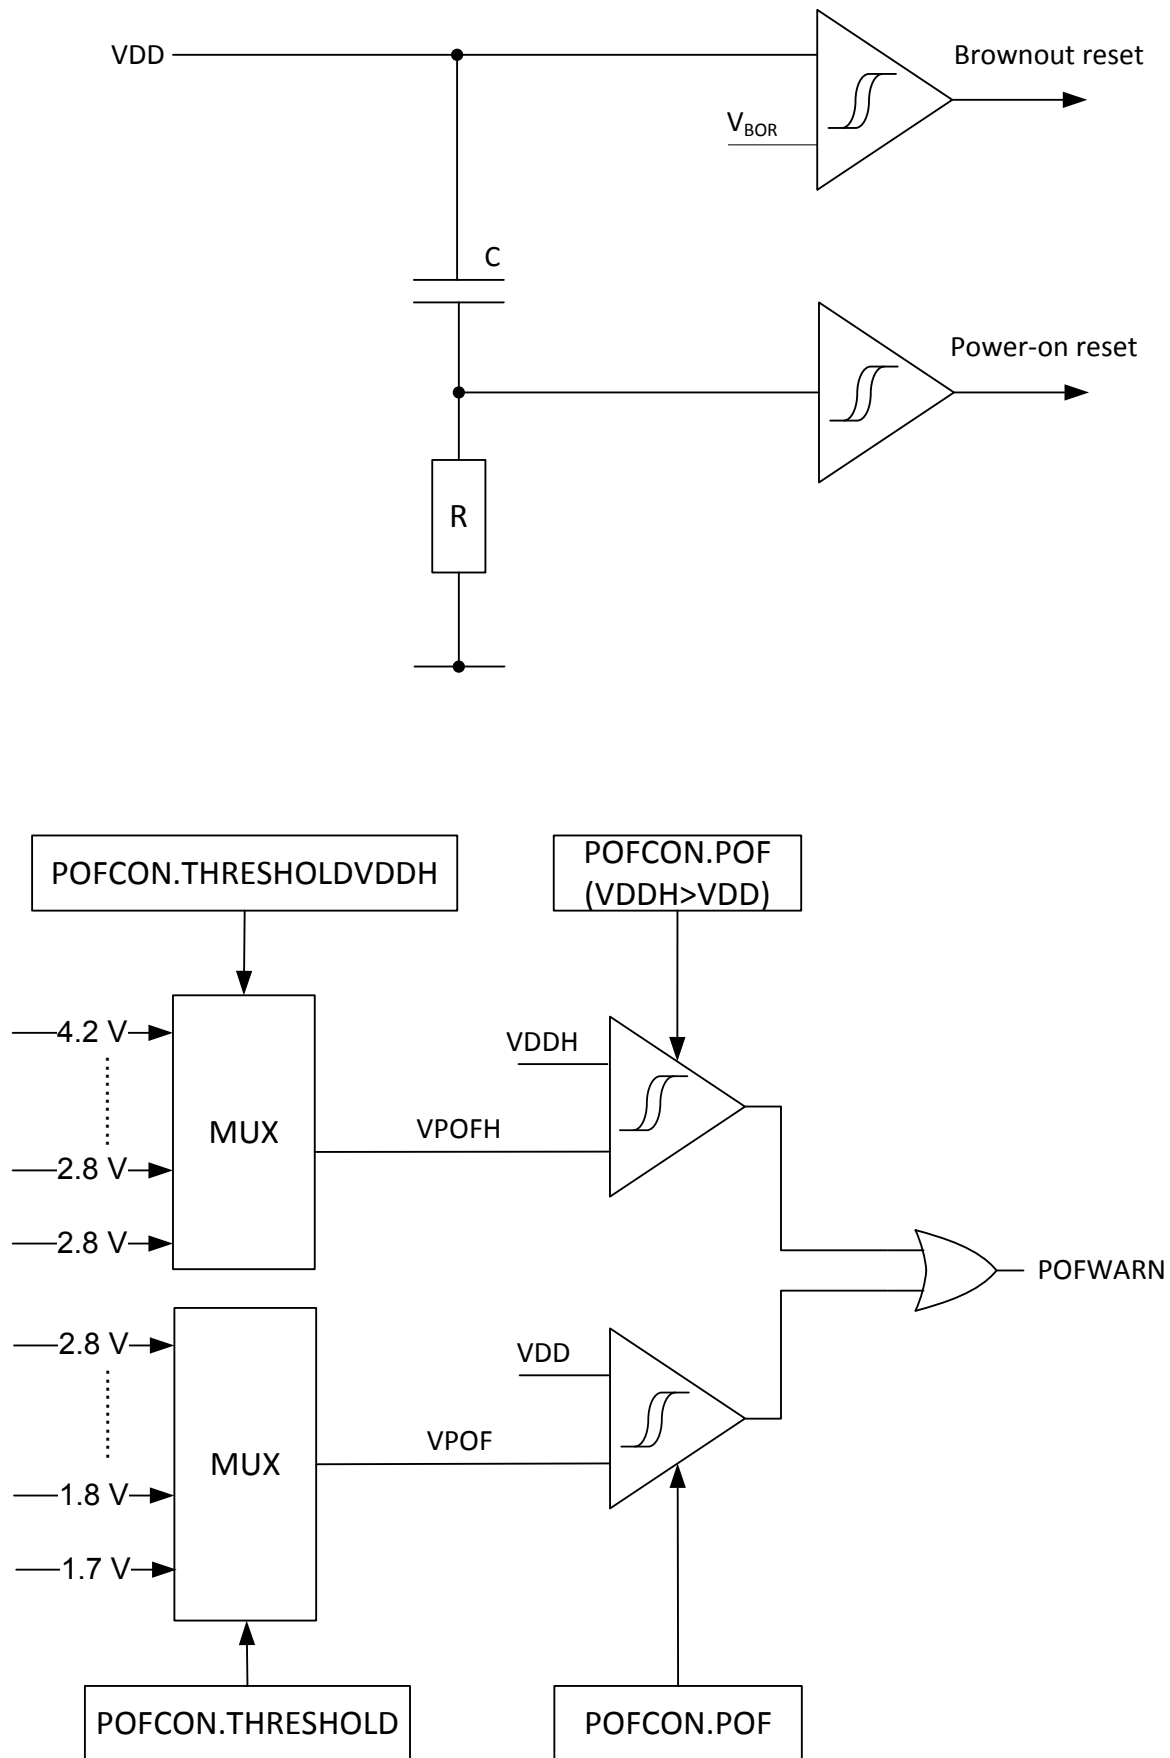 VDD
Brownout reset
VBOR
C
Power-on reset
R
POFCON.THRESHOLDVDDH
POFCON.POF
(VDDH>VDD)
4.2 V
VDDH
MUX
VPOFH
2.8 V
2.8 V
POFWARN
2.8 V
VDD
MUX
VPOF
1.8 V
1.7 V
POFCON.THRESHOLD
POFCON.POF